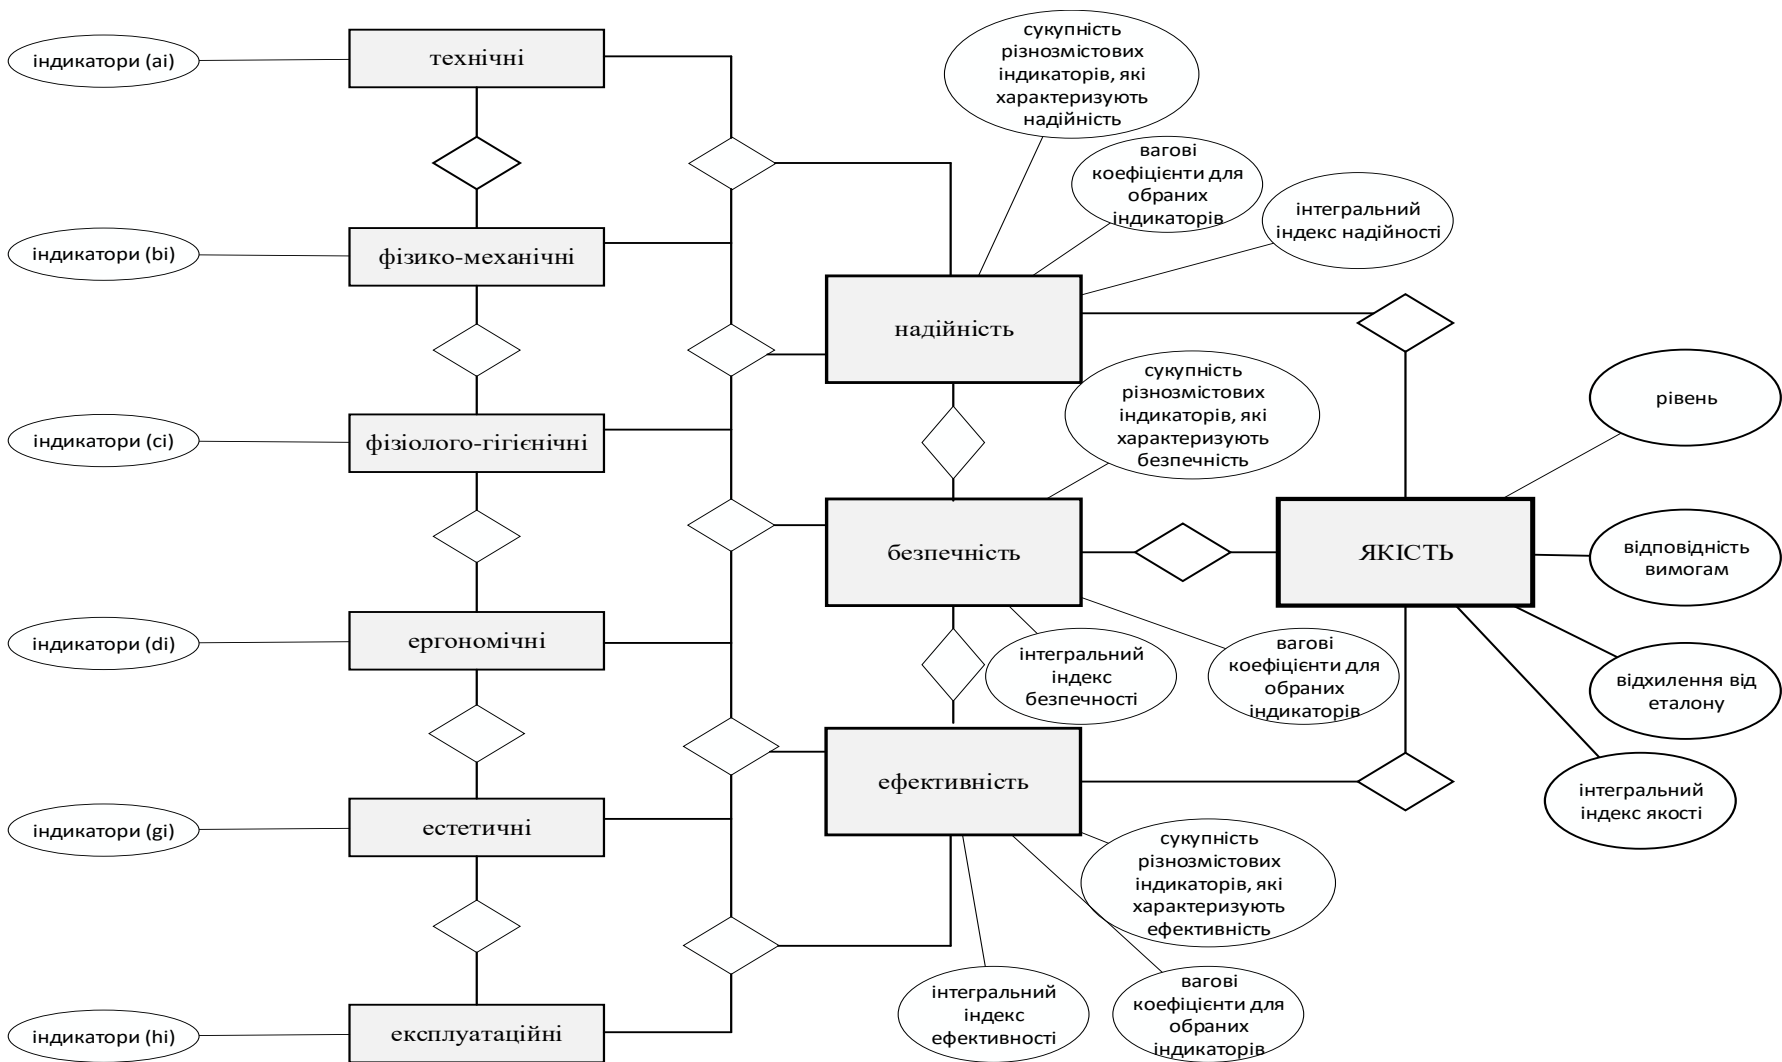 індикатори (ai)
технічні
індикатори (bi)
фізико-механічні
індикатори (ci)
фізіолого-гігієнічні
індикатори (di)
ергономічні
індикатори (gi)
естетичні
індикатори (hi)
експлуатаційні
сукупність
різнозмістових
індикаторів, які
характеризують
надійність
вагові
коефіцієнти для
обраних
індикаторів
інтегральний
індекс надійності
надійність
сукупність
різнозмістових
індикаторів, які
характеризують
безпечність
безпечність
інтегральний
індекс
безпечності
вагові
коефіцієнти для
обраних
індикаторів
ефективність
сукупність
різнозмістових
індикаторів, які
характеризують
ефективність
інтегральний
індекс
ефективності
вагові
коефіцієнти для
обраних
індикаторів
ЯКІСТЬ
рівень
відповідність
вимогам
відхилення від
еталону
інтегральний
індекс якості